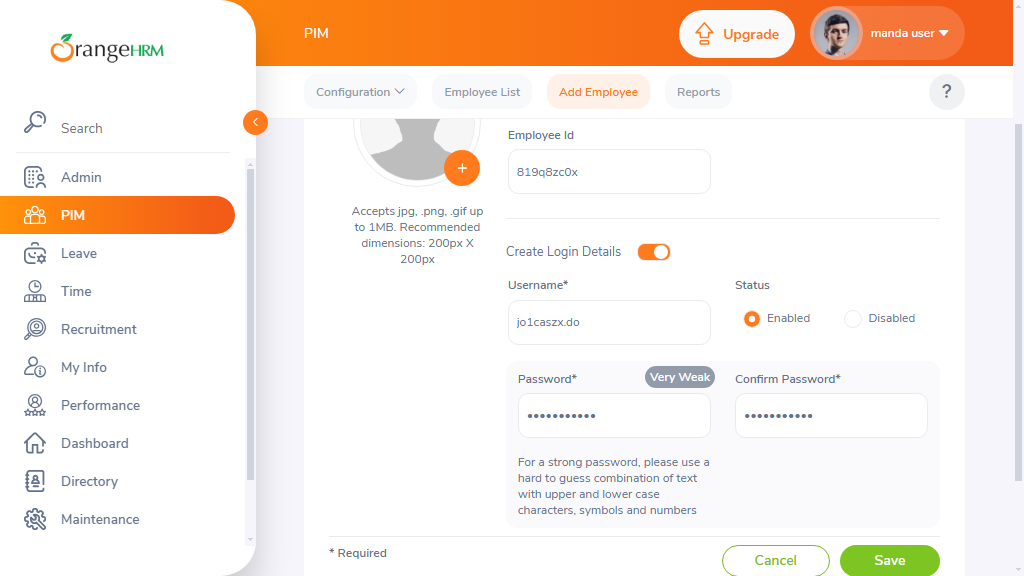 OrangeHRM
PIM
Upgrade
manda user
Configuration
Employee List
Add Employee
Reports
?
Search
Admin
PIM
Leave
Time
Recruitment
My Info
Performance
Dashboard
Directory
Maintenance
Accepts jpg, .png, .gif up
to 1MB. Recommended
dimensions: 200px X
200px
Employee Id
819q8zc0x
Create Login Details
Username*
jo1caszx.do
Status
Enabled
Disabled
Password*
Very Weak
Confirm Password*
For a strong password, please use a
hard to guess combination of text
with upper and lower case
characters, symbols and numbers
* Required
Cancel
Save